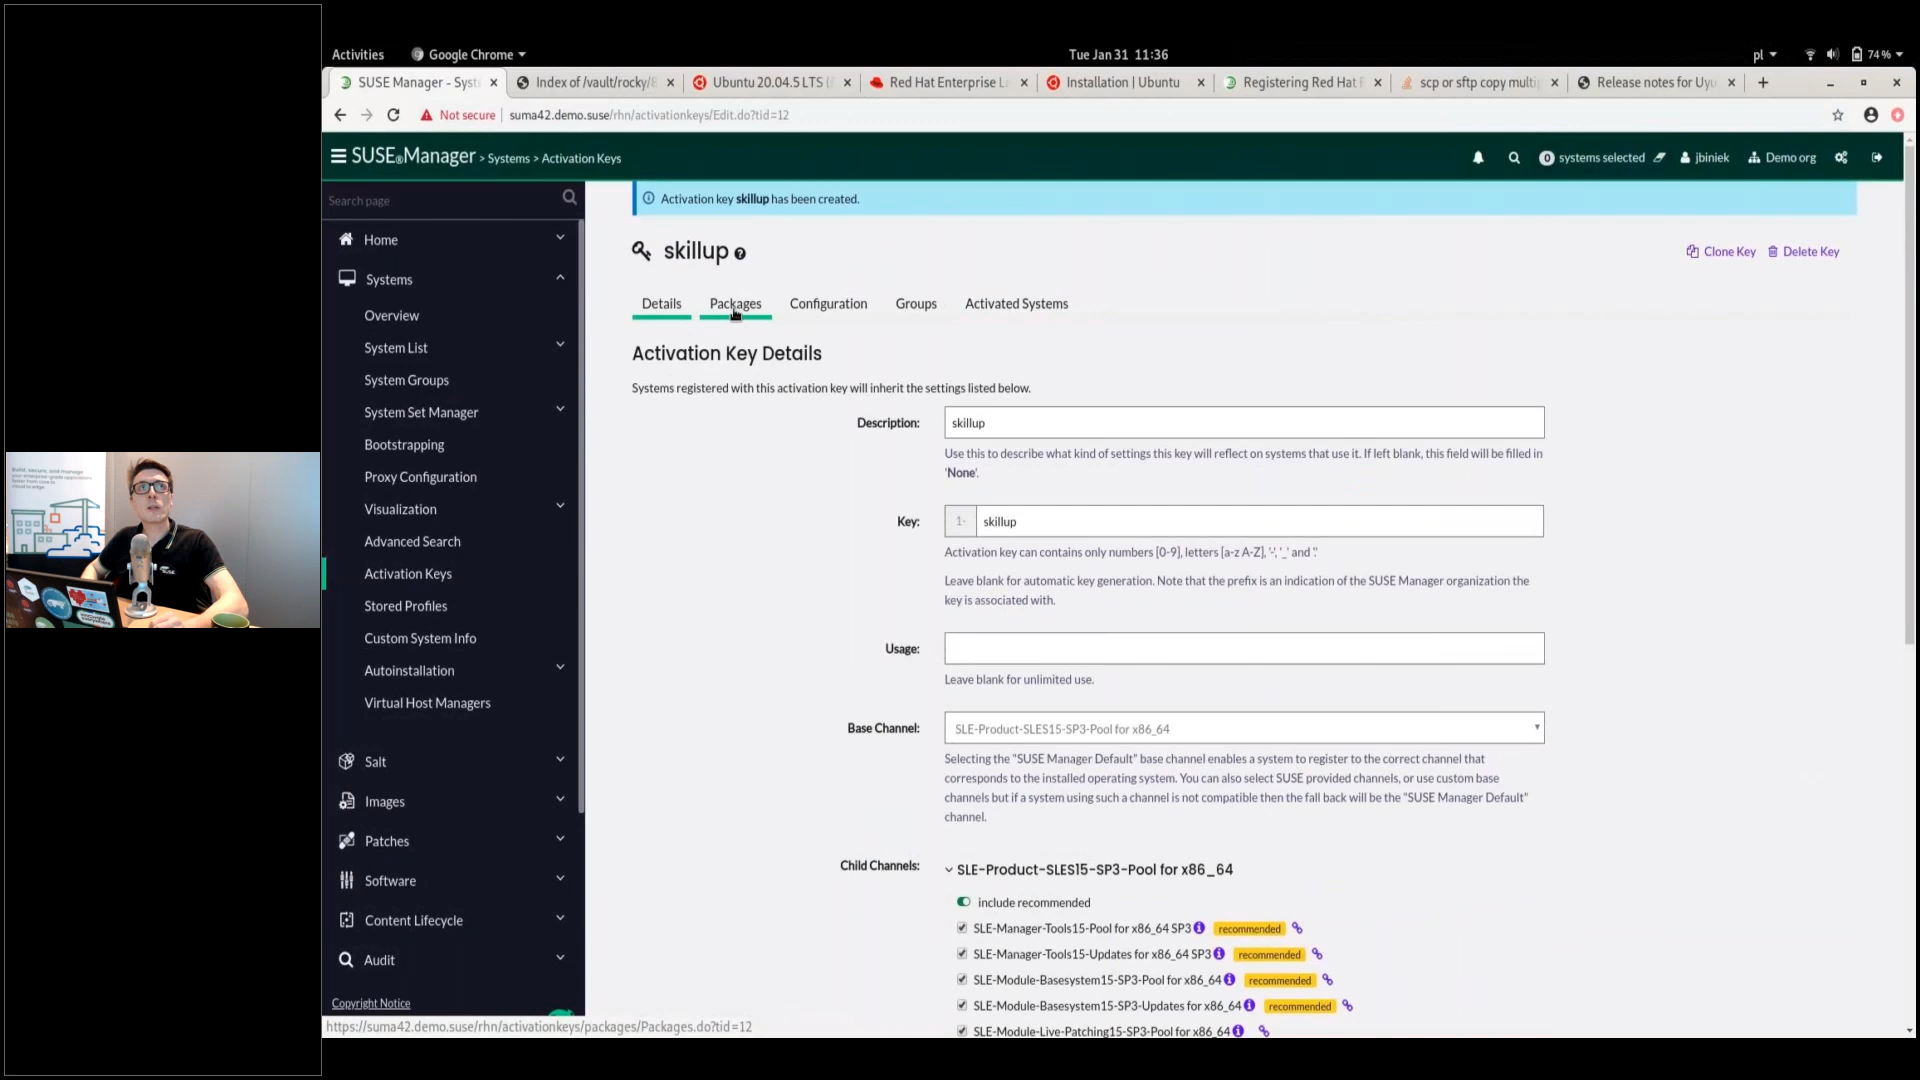 Activities
Google Chrome
Tue Jan 31 11:36
pl
74 %
SUSE Manager - Syste
Index of /vault/rocky/8
Ubuntu 20.04.5 LTS (
Red Hat Enterprise L
Installation | Ubuntu
Registering Red Hat
scp or sftp copy multi
Release notes for Uyu
Not secure
suma42.demo.suse/rhn/activationkeys/Edit.do?tid=12
SUSE Manager > Systems > Activation Keys
0 systems selected
jbiniek
Demo org
Search page
Home
Systems
Overview
System List
System Groups
System Set Manager
Bootstrapping
Proxy Configuration
Visualization
Advanced Search
Activation Keys
Stored Profiles
Custom System Info
Autoinstallation
Virtual Host Managers
Salt
Images
Patches
Software
Content Lifecycle
Audit
Copyright Notice
https://suma42.demo.suse/rhn/activationkeys/packages/Packages.do?tid=12
Activation key skillup has been created.
skillup
Clone Key
Delete Key
Details
Packages
Configuration
Groups
Activated Systems
Activation Key Details
Systems registered with this activation key will inherit the settings listed below.
Description:
skillup
Use this to describe what kind of settings this key will reflect on systems that use it. If left blank, this field will be filled in
'None'.
Key:
1-
skillup
Activation key can contains only numbers [0-9], letters [a-z A-Z], '-', '_' and '.'
Leave blank for automatic key generation. Note that the prefix is an indication of the SUSE Manager organization the
key is associated with.
Usage:
Leave blank for unlimited use.
Base Channel:
SLE-Product-SLES15-SP3-Pool for x86_64
Selecting the "SUSE Manager Default" base channel enables a system to register to the correct channel that
corresponds to the installed operating system. You can also select SUSE provided channels, or use custom base
channels but if a system using such a channel is not compatible then the fall back will be the "SUSE Manager Default"
channel.
Child Channels:
SLE-Product-SLES15-SP3-Pool for x86_64
include recommended
SLE-Manager-Tools15-Pool for x86_64 SP3 recommended
SLE-Manager-Tools15-Updates for x86_64 SP3 recommended
SLE-Module-Basesystem15-SP3-Pool for x86_64 recommended
SLE-Module-Basesystem15-SP3-Updates for x86_64 recommended
SLE-Module-Live-Patching15-SP3-Pool for x86_64
Build, secure, and manage
your enterprise-grade applications
SUSE